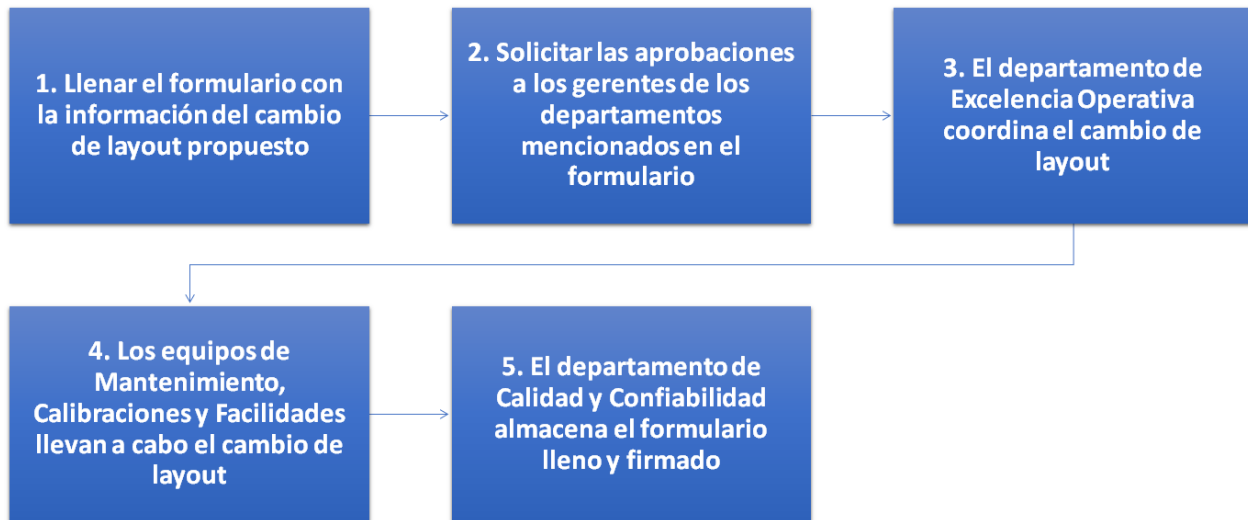 1. Llenar el formulario con
la información del cambio
de layout propuesto
2. Solicitar las aprobaciones
a los gerentes de los
departamentos
mencionados en el
formulario
3. El departamento de
Excelencia Operativa
coordina el cambio de
layout
4. Los equipos de
Mantenimiento,
Calibraciones y Facilidades
llevan a cabo el cambio de
layout
5. El departamento de
Calidad y Confiabilidad
almacena el formulario
lleno y firmado